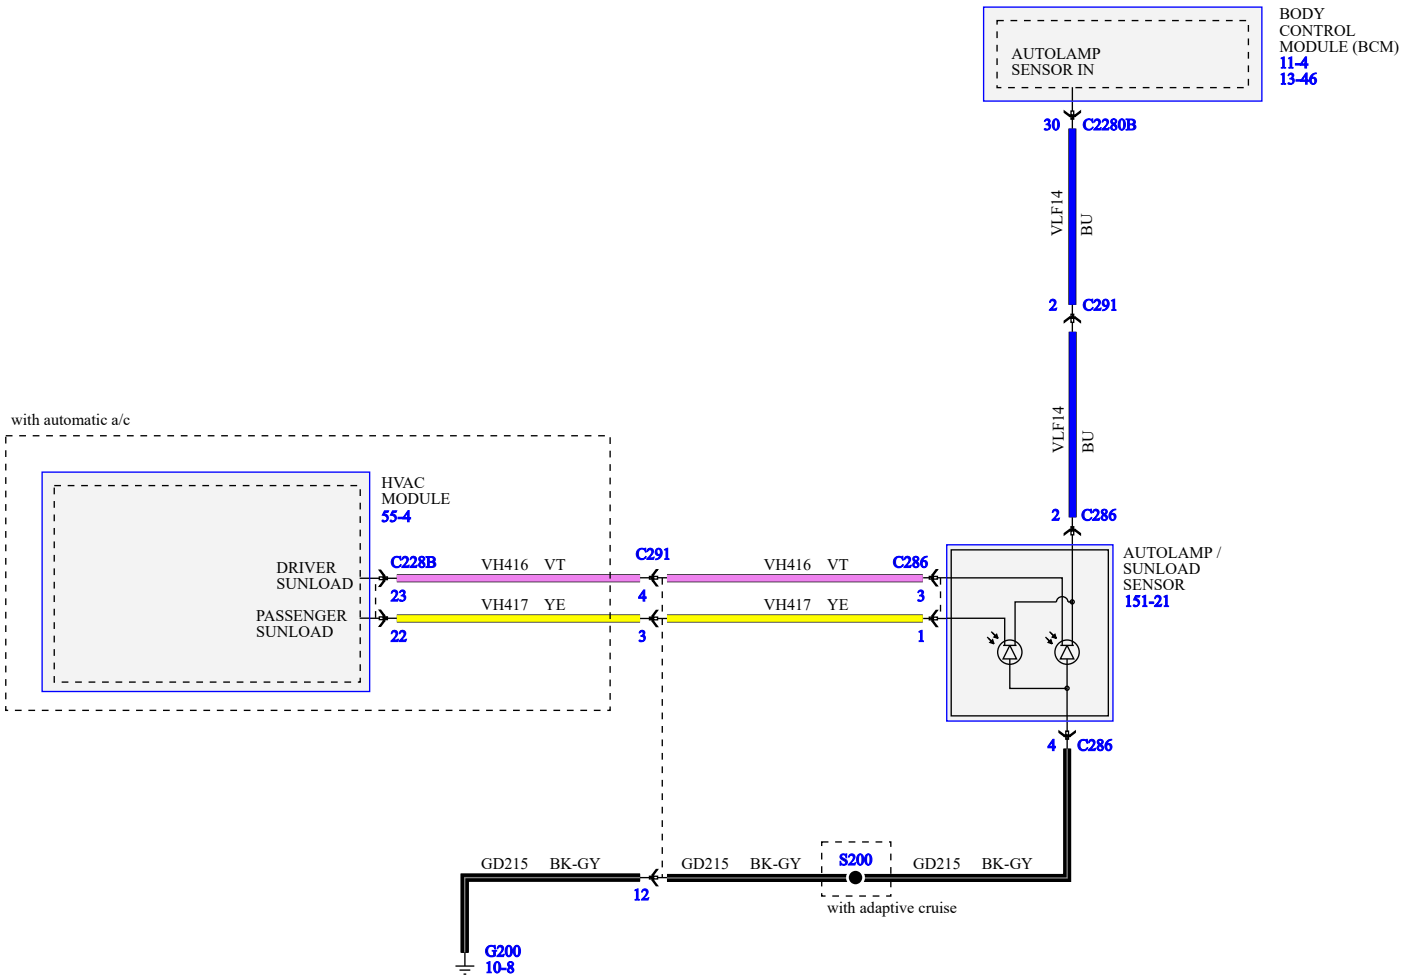 BODY
CONTROL
MODULE (BCM)
11-4
13-46
AUTOLAMP
SENSOR IN
30 C2280B
VLF14 BU
2 C291
VLF14 BU
2 C286
with automatic a/c
HVAC
MODULE
55-4
DRIVER
SUNLOAD
PASSENGER
SUNLOAD
C228B
23
22
VH416 VT
VH417 YE
C291
4
3
VH416 VT
VH417 YE
C286
3
1
AUTOLAMP /
SUNLOAD
SENSOR
151-21
4 C286
GD215 BK-GY
12
GD215 BK-GY
S200
GD215 BK-GY
with adaptive cruise
G200
10-8